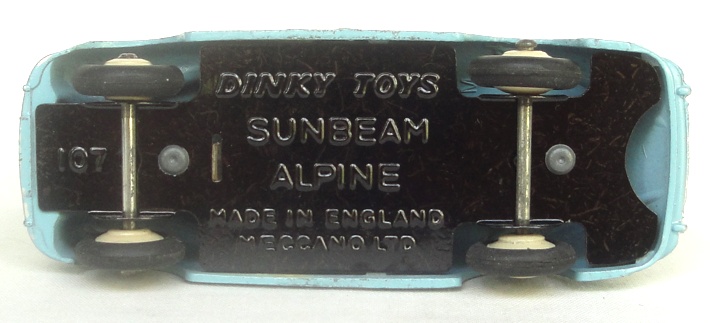 DINKY TOYS
SUNBEAM
107
ALPINE
MADE IN ENGLAND
MECCANO LTD